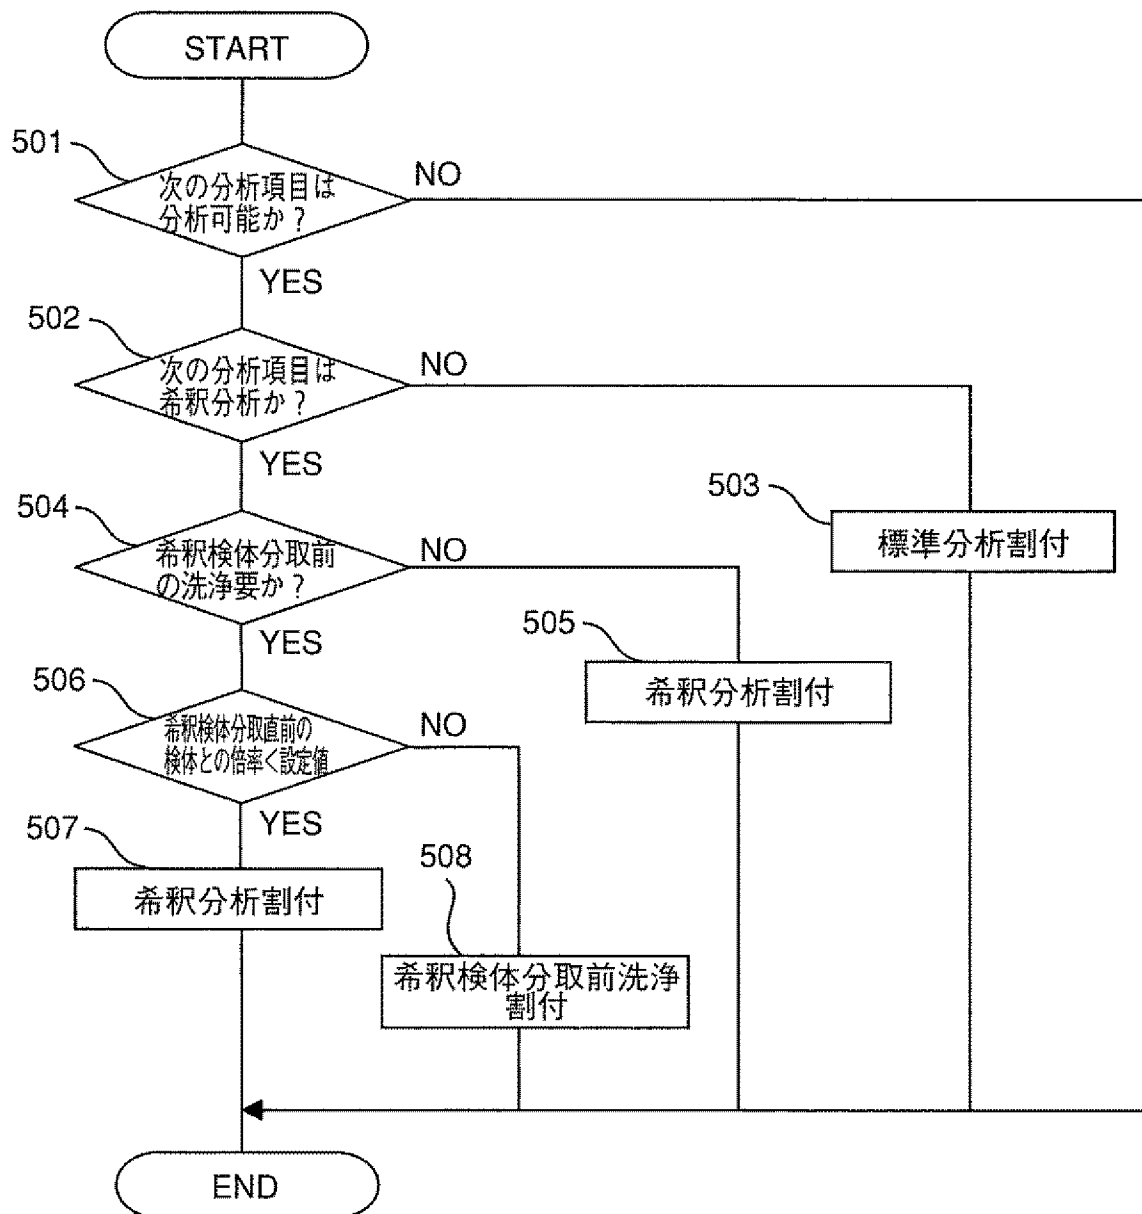 START
501
次の分析項目は
分析可能か？
NO
YES
502
次の分析項目は
希釈分析か？
NO
YES
503
標準分析割付
504
希釈検体分取前
の洗浄要か？
NO
YES
505
希釈分析割付
506
希釈検体分取直前の
検体との倍率<設定値
NO
YES
507
希釈分析割付
508
希釈検体分取前洗浄
割付
END